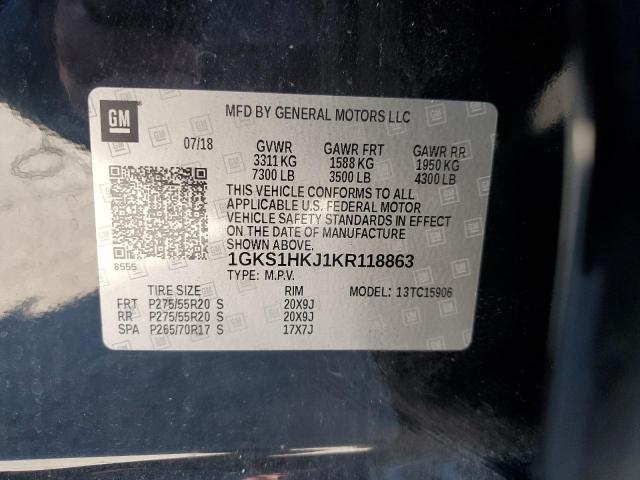 GM
MFD BY GENERAL MOTORS LLC
07/18 GVWR GAWR FRT GAWR RR
3311 KG 1588 KG 1950 KG
7300 LB 3500 LB 4300 LB
THIS VEHICLE CONFORMS TO ALL
APPLICABLE U.S. FEDERAL MOTOR
VEHICLE SAFETY STANDARDS IN EFFECT
ON THE DATE OF MANUFACTURE
SHOWN ABOVE.
8555
1GKS1HKJ1KR118863
TYPE: M.P.V.
TIRE SIZE RIM MODEL: 13TC15906
FRT P275/55R20 S 20X9J
RR P275/55R20 S 20X9J
SPA P265/70R17 S 17X7J